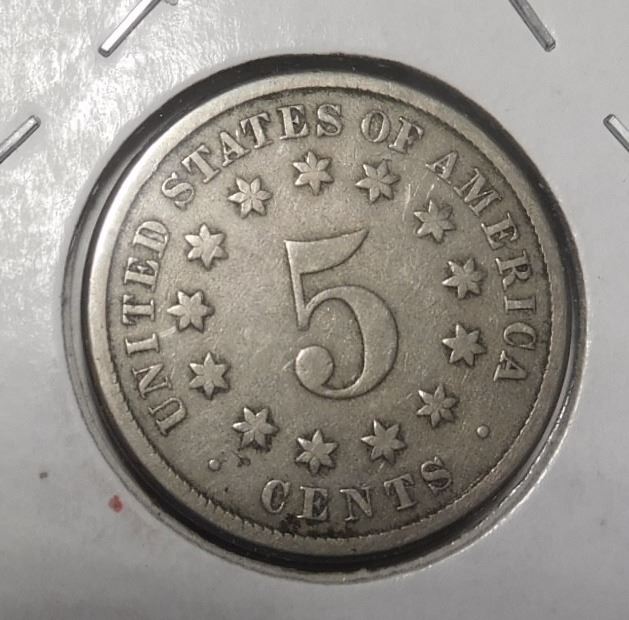 UNITED STATES OF AMERICA
5
CENTS